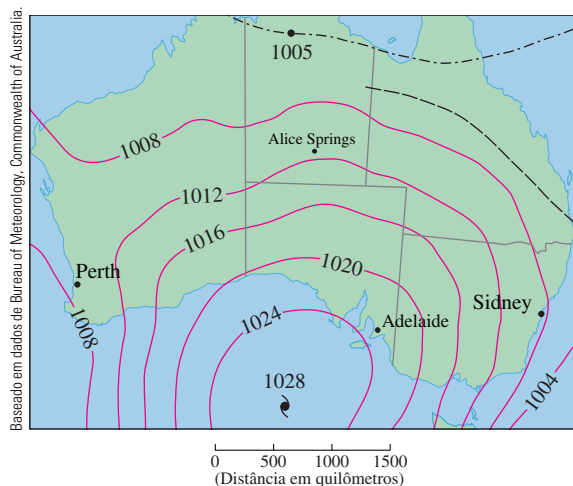 Baseado em dados de Bureau of Meteorology, Commonwealth of Australia.
1005
1008
Alice Springs
1012
1016
1020
Perth
1024
Sidney
Adelaide
1008
1028
1004
0 500 1000 1500
(Distância em quilômetros)